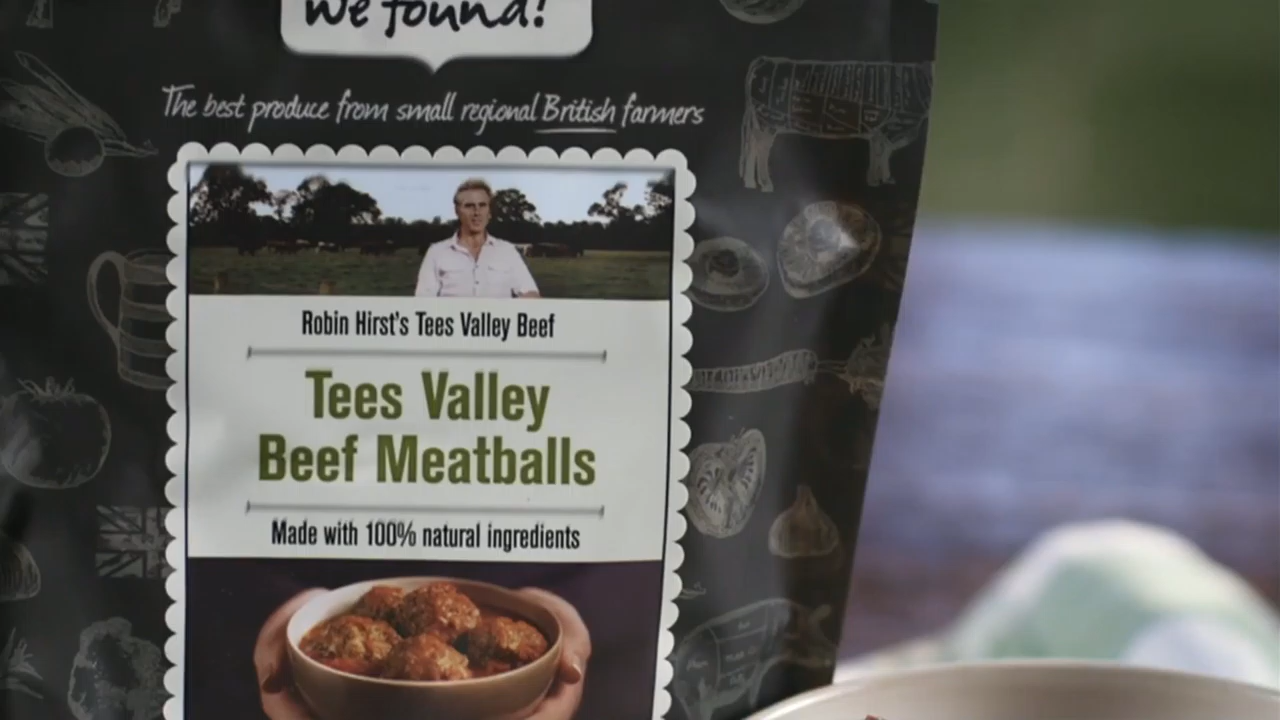 We found!
The best produce from small regional British farmers
Robin Hirst's Tees Valley Beef
Tees Valley
Beef Meatballs
Made with 100% natural ingredients